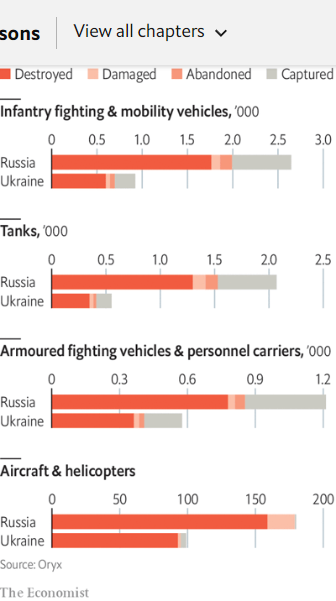 sons View all chapters
Destroyed Damaged Abandoned Captured
Infantry fighting & mobility vehicles, '000
0 0.5 1.0 1.5 2.0 2.5 3.0
Russia
Ukraine
Tanks, '000
0 0.5 1.0 1.5 2.0 2.5
Russia
Ukraine
Armoured fighting vehicles & personnel carriers, '000
0 0.3 0.6 0.9 1.2
Russia
Ukraine
Aircraft & helicopters
0 50 100 150 200
Russia
Ukraine
Source: Oryx
The Economist